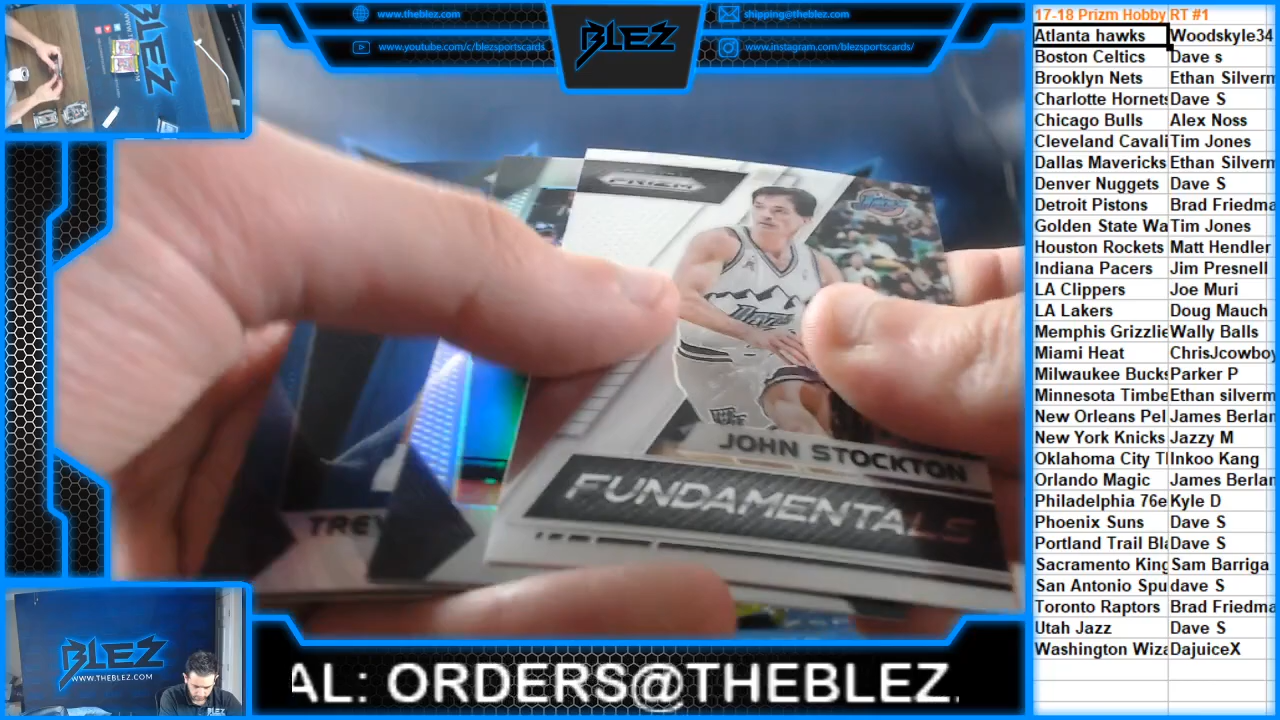 www.theblez.com
www.youtube.com/c/blezsportscards
BLEZ
shipping@theblez.com
www.instagram.com/blezsportscards/
PRIZM
JOHN STOCKTON
FUNDAMENTALS
TREV
BLEZ
WWW.THEBLEZ.COM
AL: ORDERS@THEBLEZ.
17-18 Prizm Hobby RT #1
Atlanta hawks Woodskyle34
Boston Celtics Dave s
Brooklyn Nets Ethan Silverm
Charlotte Hornets Dave S
Chicago Bulls Alex Noss
Cleveland Cavali Tim Jones
Dallas Mavericks Ethan Silverm
Denver Nuggets Dave S
Detroit Pistons Brad Friedma
Golden State Wa Tim Jones
Houston Rockets Matt Hendler
Indiana Pacers Jim Presnell
LA Clippers Joe Muri
LA Lakers Doug Mauch
Memphis Grizzlie Wally Balls
Miami Heat ChrisJcowboy
Milwaukee Bucks Parker P
Minnesota Timbe Ethan silverm
New Orleans Pel James Berlan
New York Knicks Jazzy M
Oklahoma City T Inkoo Kang
Orlando Magic James Berlan
Philadelphia 76e Kyle D
Phoenix Suns Dave S
Portland Trail Bla Dave S
Sacramento King Sam Barriga
San Antonio Spu dave S
Toronto Raptors Brad Friedma
Utah Jazz Dave S
Washington Wiza DajuiceX